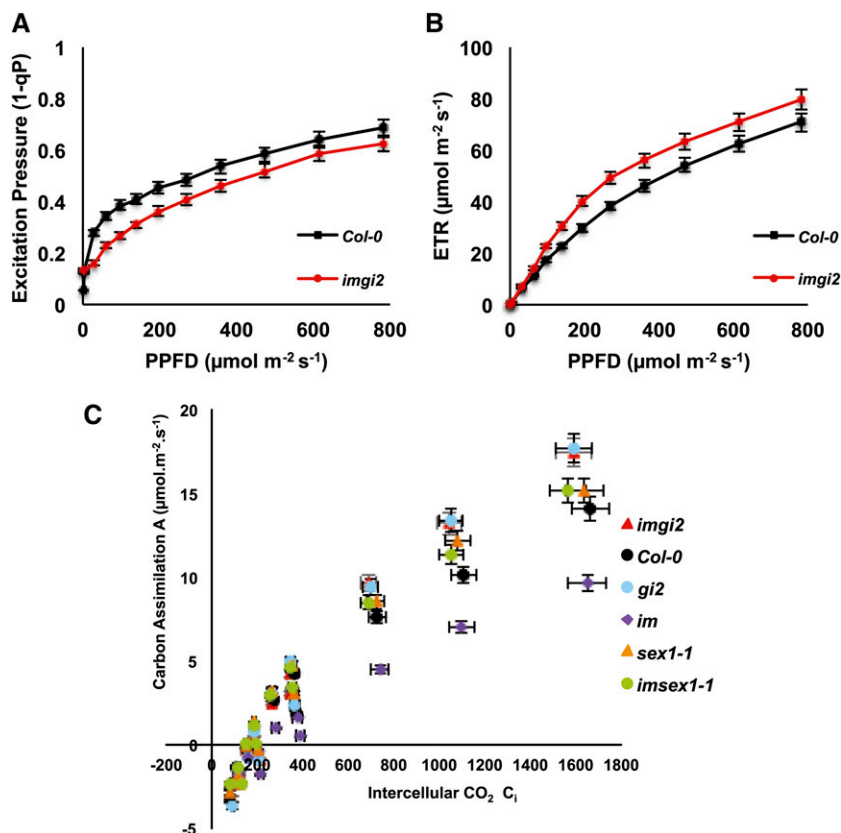 A
Excitation Pressure (1-qP)
1
0.8
0.6
0.4
0.2
0
0 200 400 600 800
PPFD (µmol m⁻² s⁻¹)
Col-0
imgi2
B
ETR (µmol m⁻² s⁻¹)
100
80
60
40
20
0
0 200 400 600 800
PPFD (µmol m⁻² s⁻¹)
Col-0
imgi2
C
Carbon Assimilation A (µmol.m⁻².s⁻¹)
20
15
10
5
0
-5
-200 0 200 400 600 800 1000 1200 1400 1600 1800
Intercellular CO₂ Cᵢ
imgi2
Col-0
gi2
im
sex1-1
imsex1-1